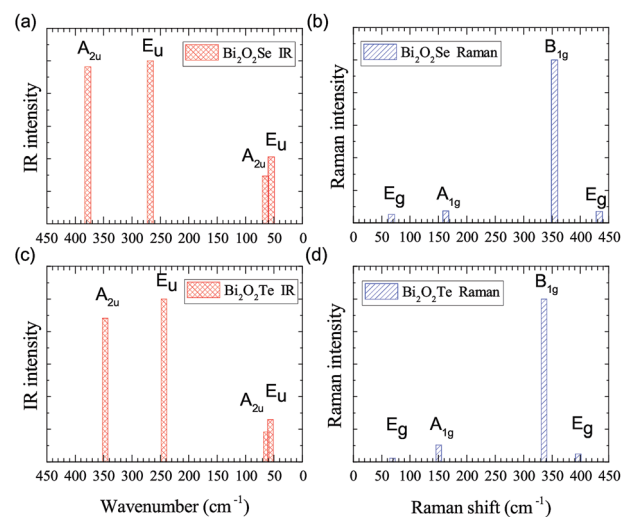 (a)
A2u
Eu
Bi2O2Se IR
A2u
Eu
IR intensity
450 400 350 300 250 200 150 100 50 0
(b)
B1g
Bi2O2Se Raman
Eg
A1g
Eg
Raman intensity
0 50 100 150 200 250 300 350 400 450
(c)
A2u
Eu
Bi2O2Te IR
A2u
Eu
IR intensity
450 400 350 300 250 200 150 100 50 0
Wavenumber (cm⁻¹)
(d)
B1g
Bi2O2Te Raman
Eg
A1g
Eg
Raman intensity
0 50 100 150 200 250 300 350 400 450
Raman shift (cm⁻¹)